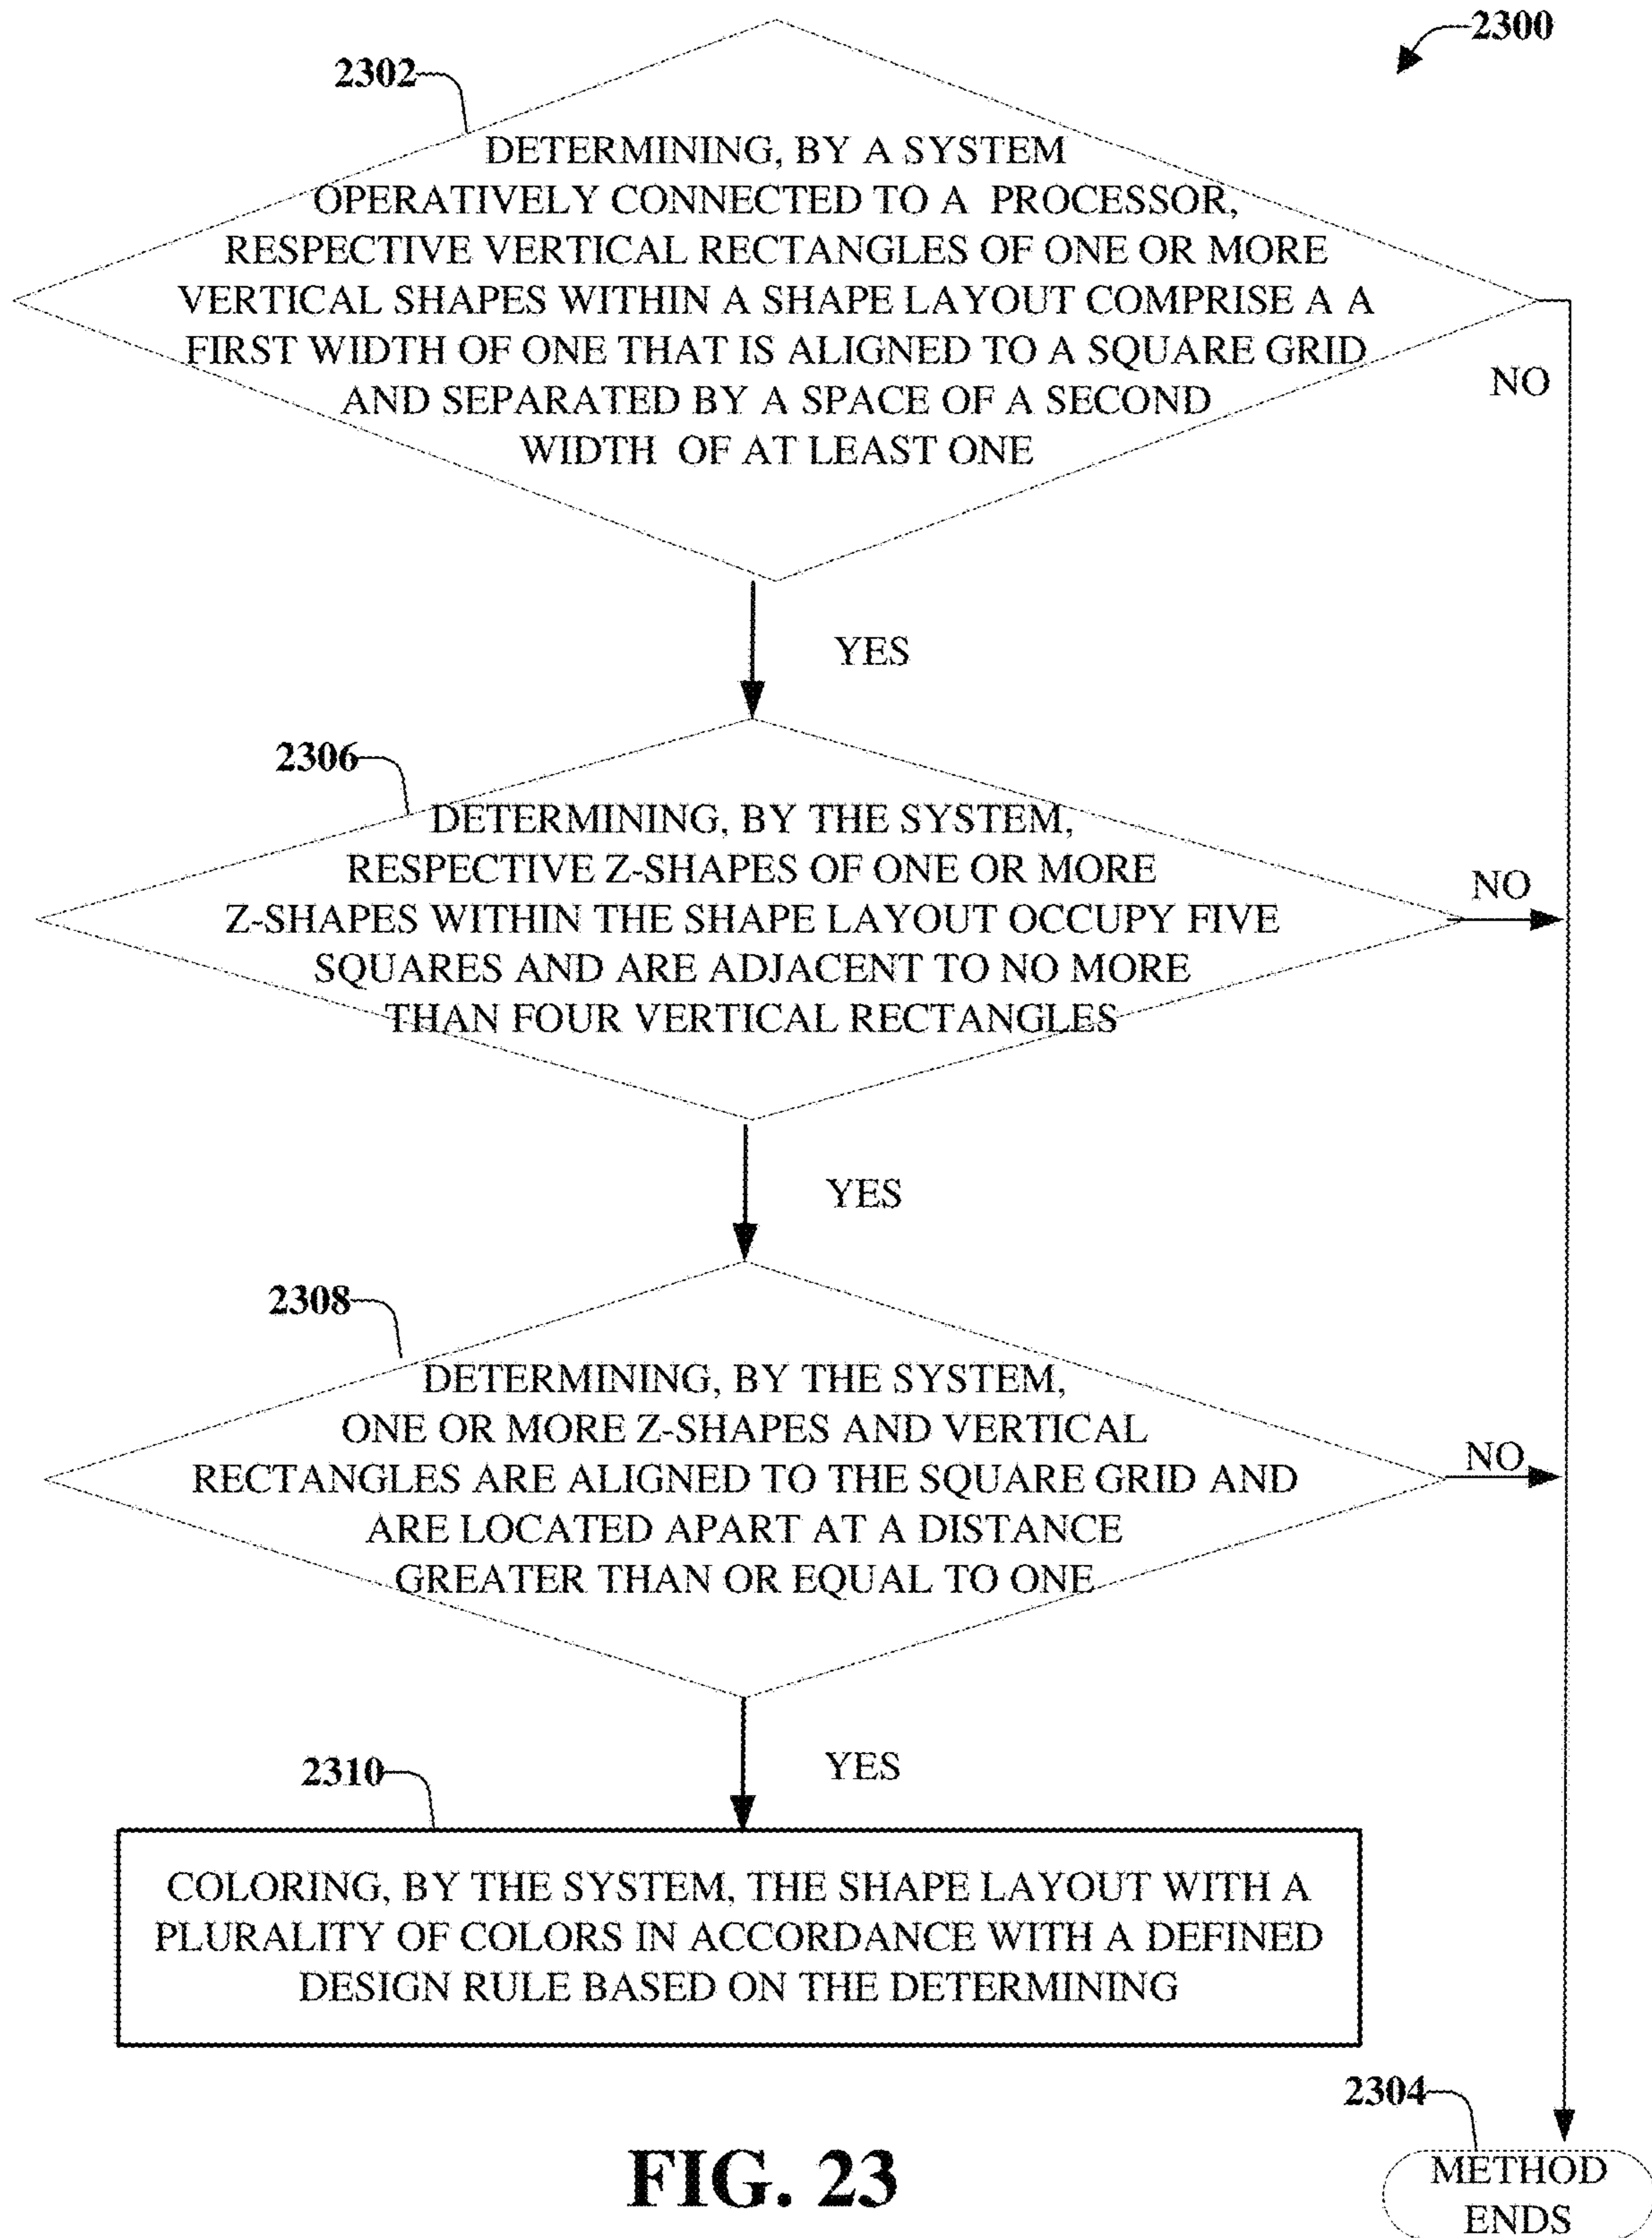 2300
2302
DETERMINING, BY A SYSTEM
OPERATIVELY CONNECTED TO A PROCESSOR,
RESPECTIVE VERTICAL RECTANGLES OF ONE OR MORE
VERTICAL SHAPES WITHIN A SHAPE LAYOUT COMPRISE A A
FIRST WIDTH OF ONE THAT IS ALIGNED TO A SQUARE GRID
AND SEPARATED BY A SPACE OF A SECOND
WIDTH OF AT LEAST ONE
NO
YES
2306
DETERMINING, BY THE SYSTEM,
RESPECTIVE Z-SHAPES OF ONE OR MORE
Z-SHAPES WITHIN THE SHAPE LAYOUT OCCUPY FIVE
SQUARES AND ARE ADJACENT TO NO MORE
THAN FOUR VERTICAL RECTANGLES
NO
YES
2308
DETERMINING, BY THE SYSTEM,
ONE OR MORE Z-SHAPES AND VERTICAL
RECTANGLES ARE ALIGNED TO THE SQUARE GRID AND
ARE LOCATED APART AT A DISTANCE
GREATER THAN OR EQUAL TO ONE
NO
YES
2310
COLORING, BY THE SYSTEM, THE SHAPE LAYOUT WITH A
PLURALITY OF COLORS IN ACCORDANCE WITH A DEFINED
DESIGN RULE BASED ON THE DETERMINING
2304
METHOD
ENDS
FIG. 23